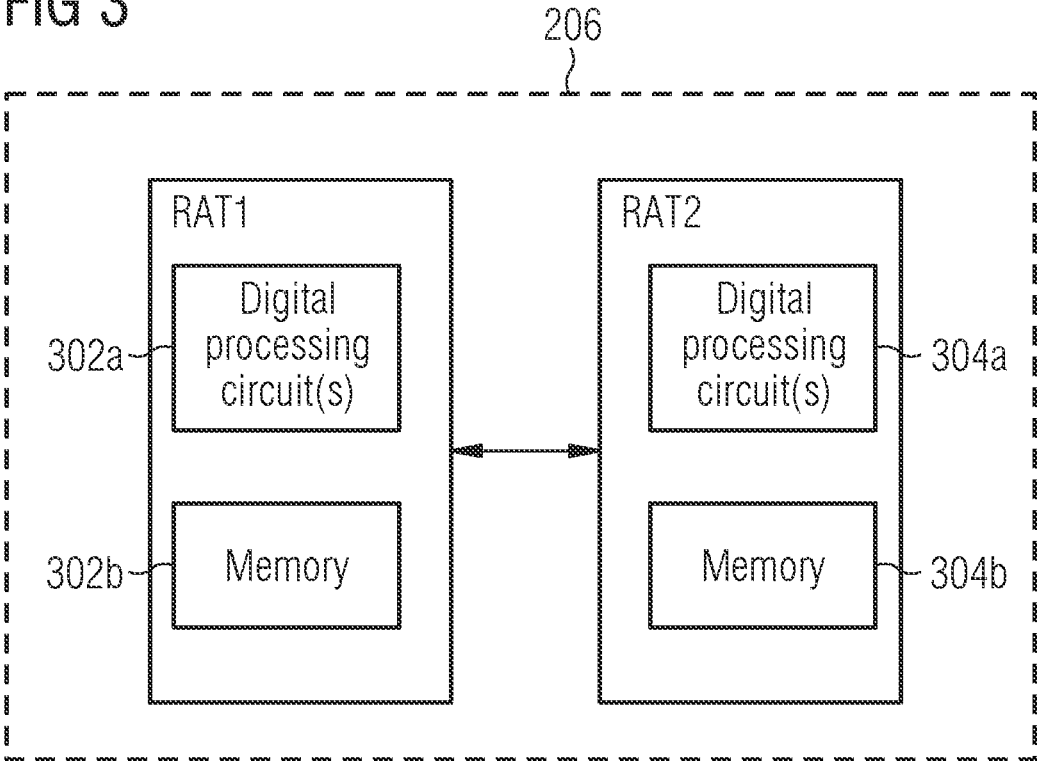 FIG 3
206
RAT1
RAT2
Digital
processing
circuit(s)
302a
Digital
processing
circuit(s)
304a
Memory
302b
Memory
304b